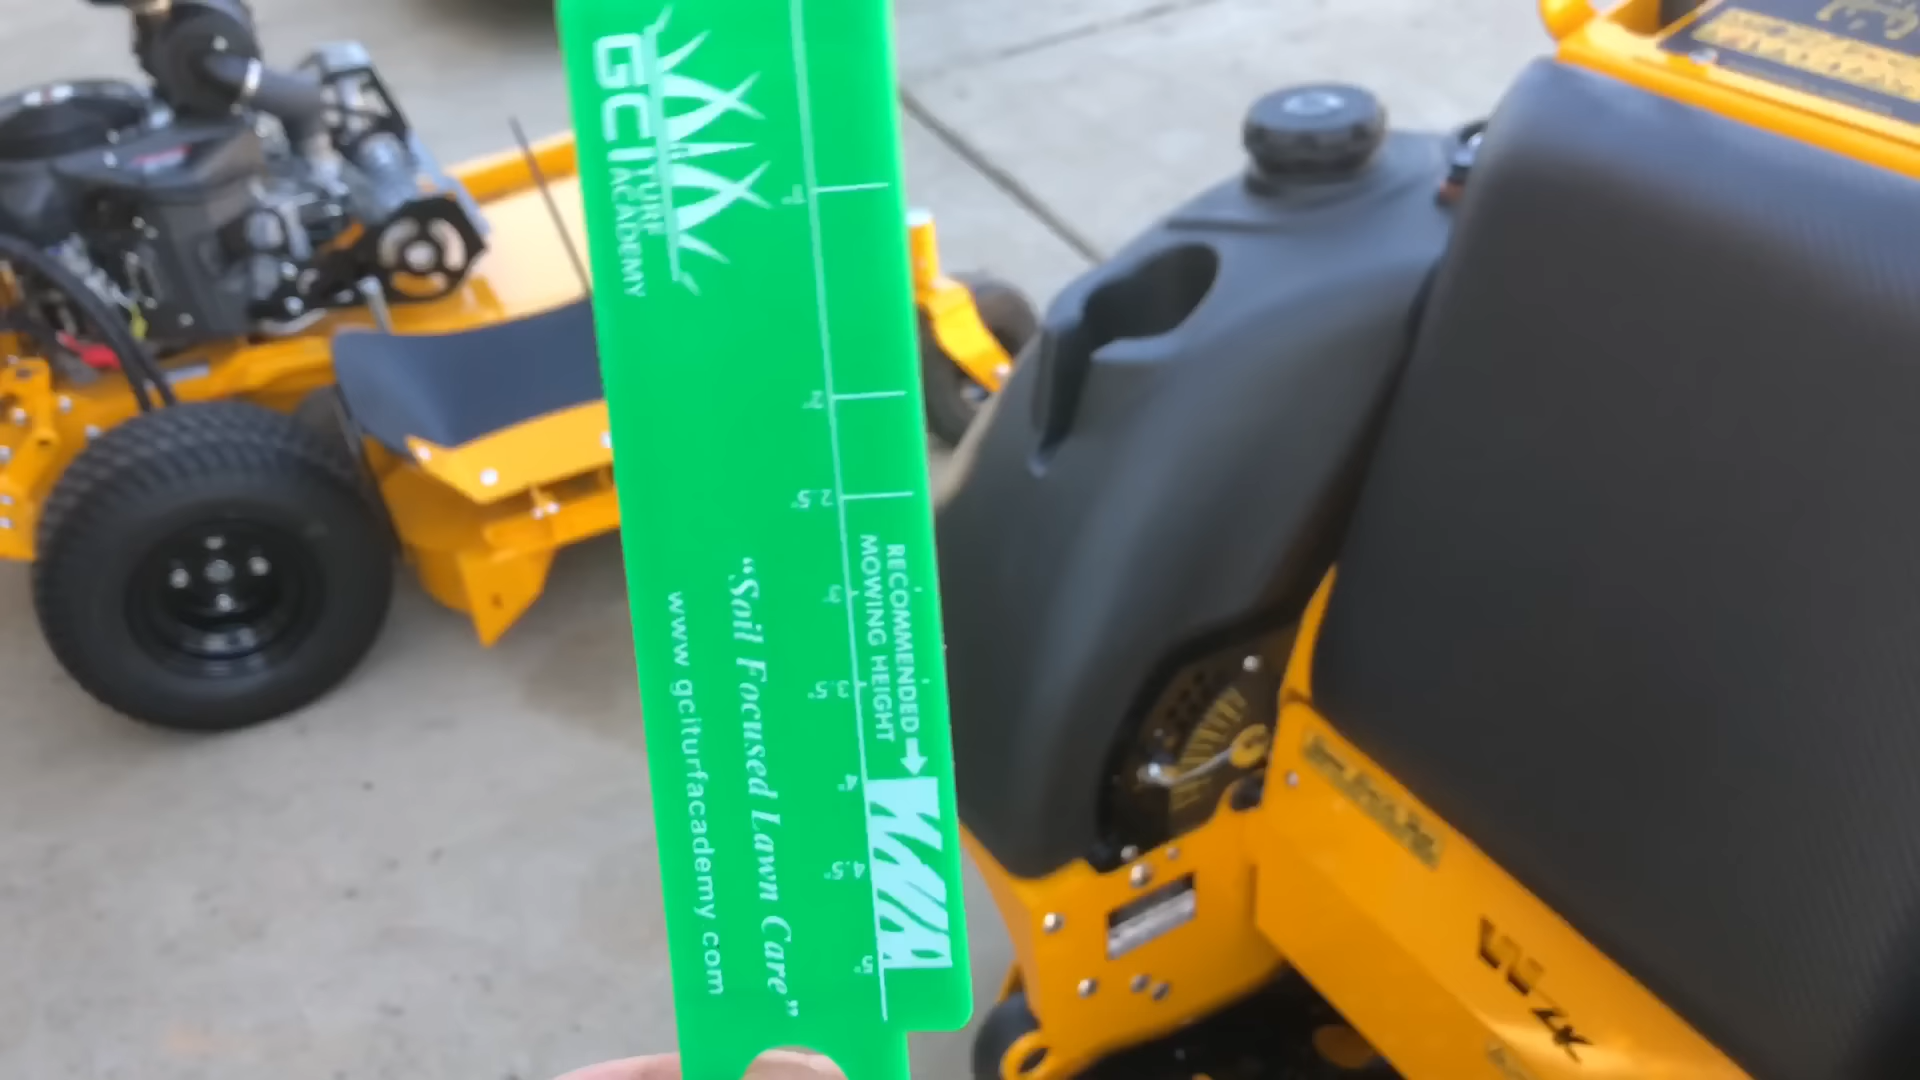 GCI TURF
ACADEMY
1"
2"
2.5"
RECOMMENDED
MOWING HEIGHT
3"
3.5"
4"
4.5"
5"
"Soil Focused Lawn Care"
www.gciturfacademy.com